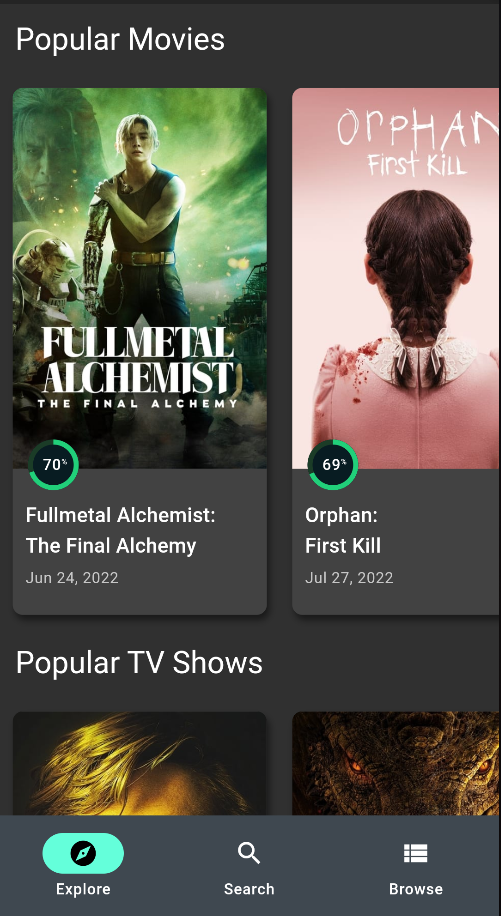 Popular Movies
FULLMETAL
ALCHEMIST
THE FINAL ALCHEMY
70%
Fullmetal Alchemist:
The Final Alchemy
Jun 24, 2022
ORPHAN
First Kill
69%
Orphan:
First Kill
Jul 27, 2022
Popular TV Shows
Explore
Search
Browse